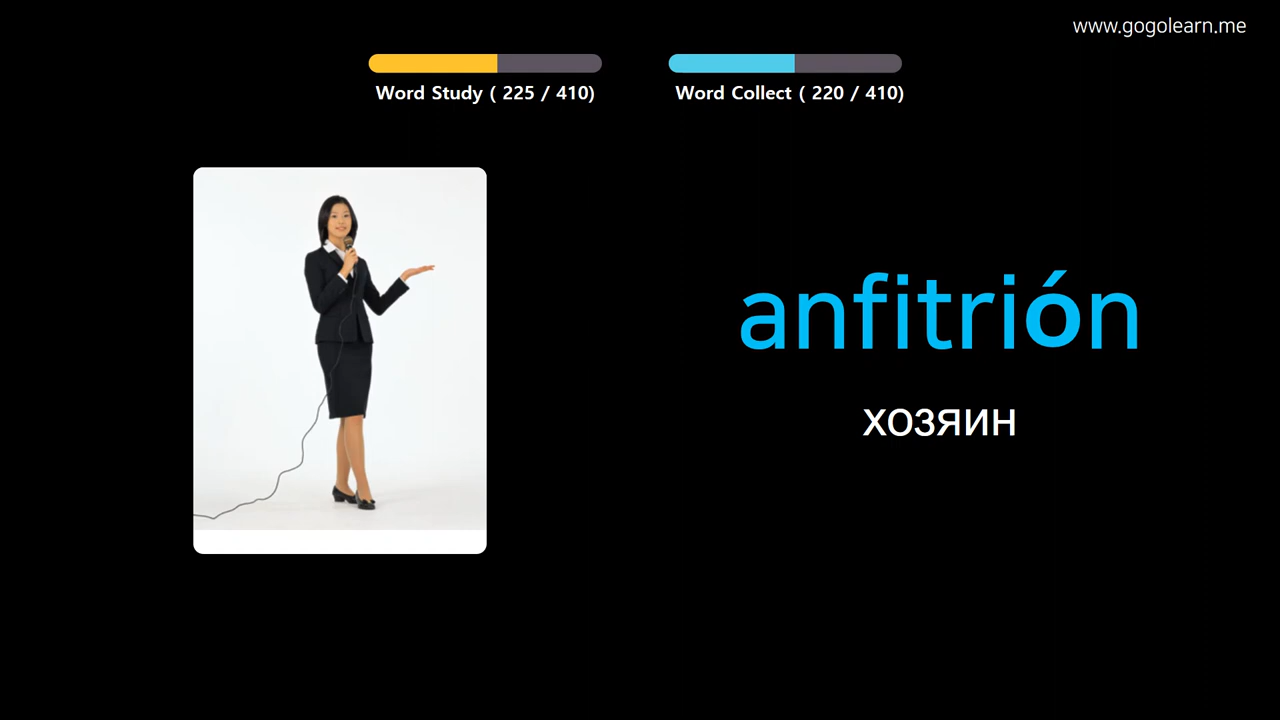 www.gogolearn.me
Word Study ( 225 / 410)
Word Collect ( 220 / 410)
anfitrión
хозяин